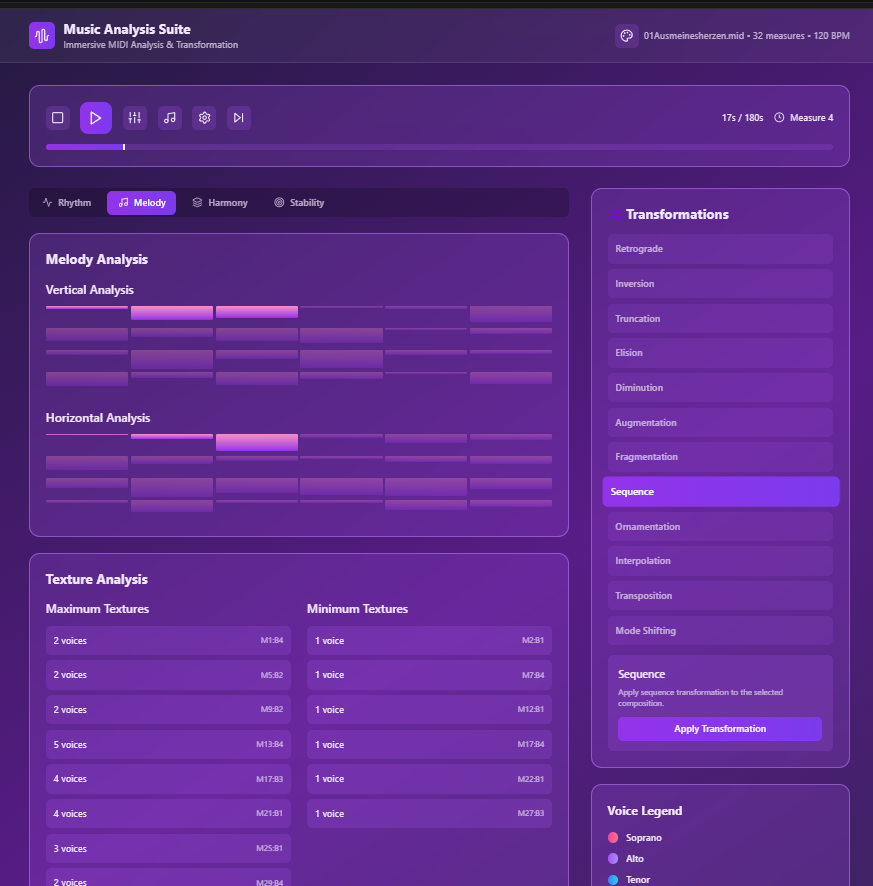 Music Analysis Suite
Immersive MIDI Analysis & Transformation
01Ausmeinesherzen.mid • 32 measures • 120 BPM
17s / 180s
Measure 4
Rhythm
Melody
Harmony
Stability
Melody Analysis
Vertical Analysis
Horizontal Analysis
Texture Analysis
Maximum Textures
2 voices M1:B4
2 voices M5:B2
2 voices M9:B2
5 voices M13:B4
4 voices M17:B3
4 voices M21:B1
3 voices M25:B1
2 voices M29:B4
Minimum Textures
1 voice M2:B1
1 voice M7:B4
1 voice M12:B1
1 voice M17:B4
1 voice M22:B1
1 voice M27:B3
Transformations
Retrograde
Inversion
Truncation
Elision
Diminution
Augmentation
Fragmentation
Sequence
Ornamentation
Interpolation
Transposition
Mode Shifting
Sequence
Apply sequence transformation to the selected
composition.
Apply Transformation
Voice Legend
Soprano
Alto
Tenor